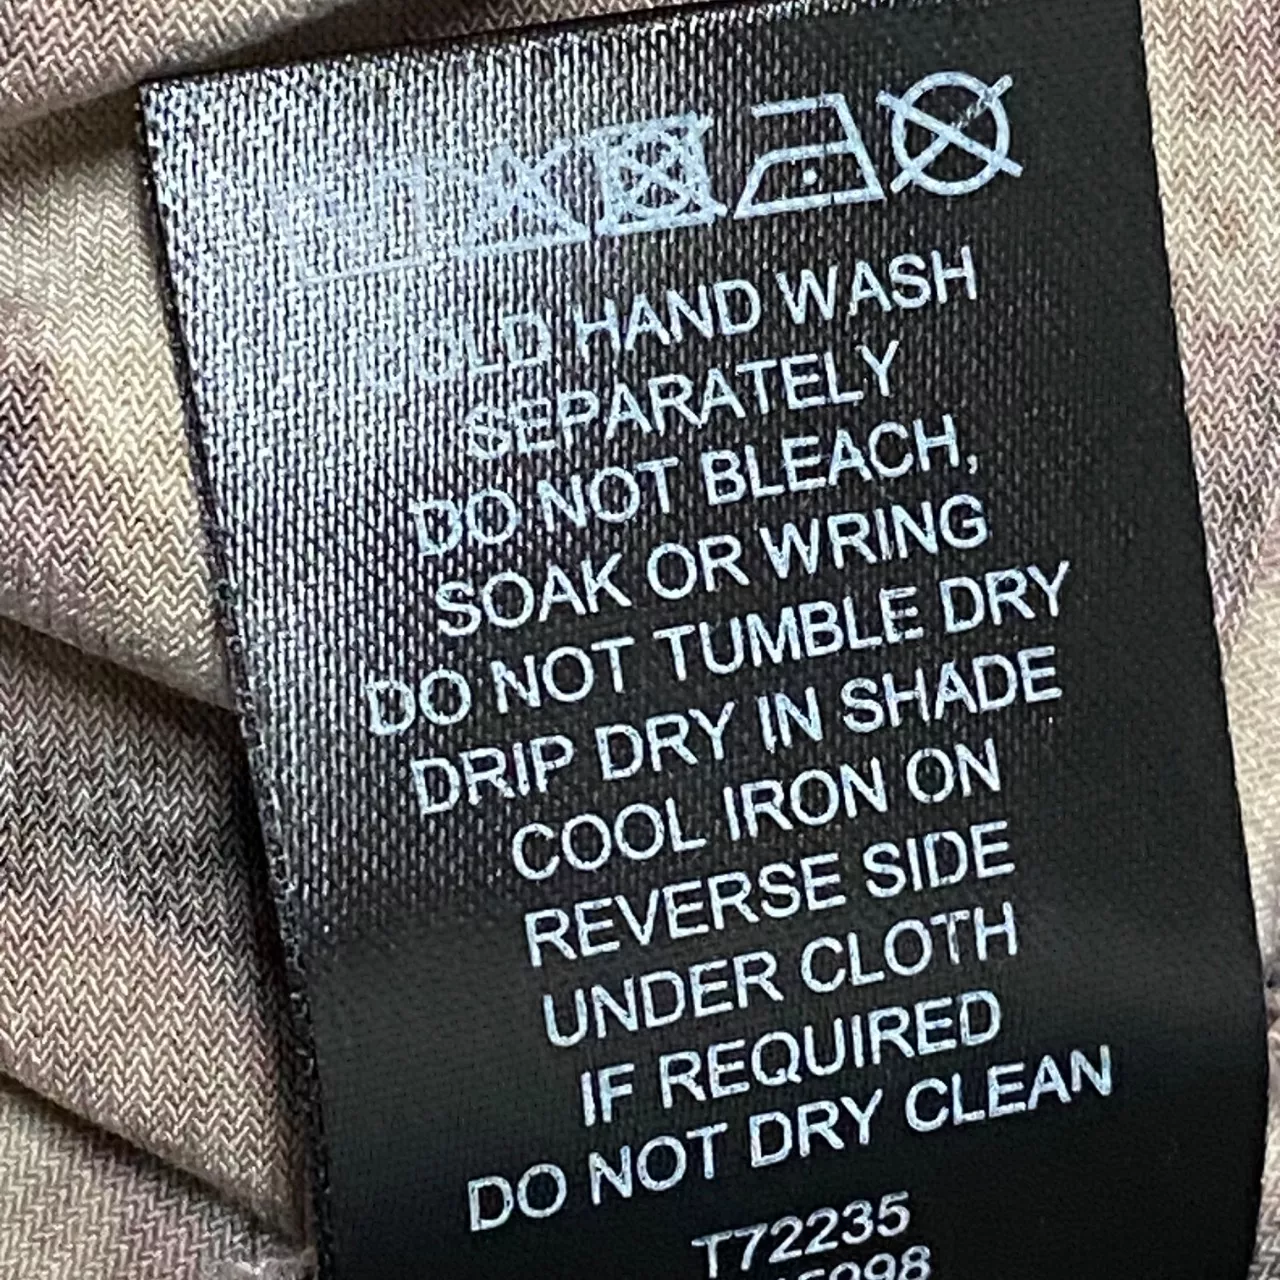 COLD HAND WASH
SEPARATELY
DO NOT BLEACH,
SOAK OR WRING
DO NOT TUMBLE DRY
DRIP DRY IN SHADE
COOL IRON ON
REVERSE SIDE
UNDER CLOTH
IF REQUIRED
DO NOT DRY CLEAN
T72235